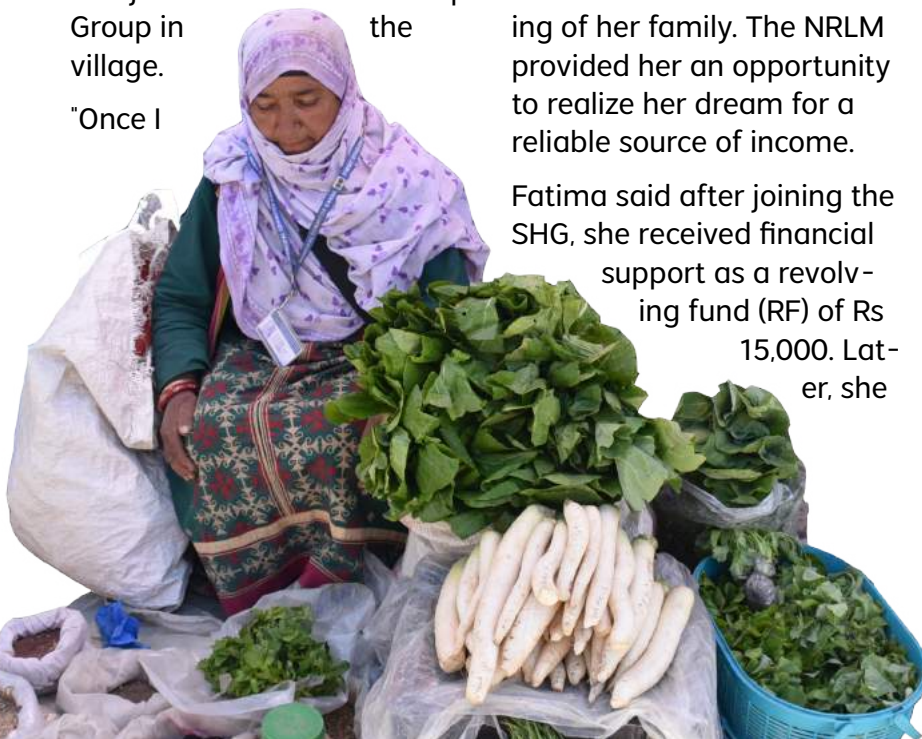 Group in the
village.
"Once I
ing of her family. The NRLM
provided her an opportunity
to realize her dream for a
reliable source of income.
Fatima said after joining the
SHG, she received financial
support as a revolv-
ing fund (RF) of Rs
15,000. Lat-
er, she